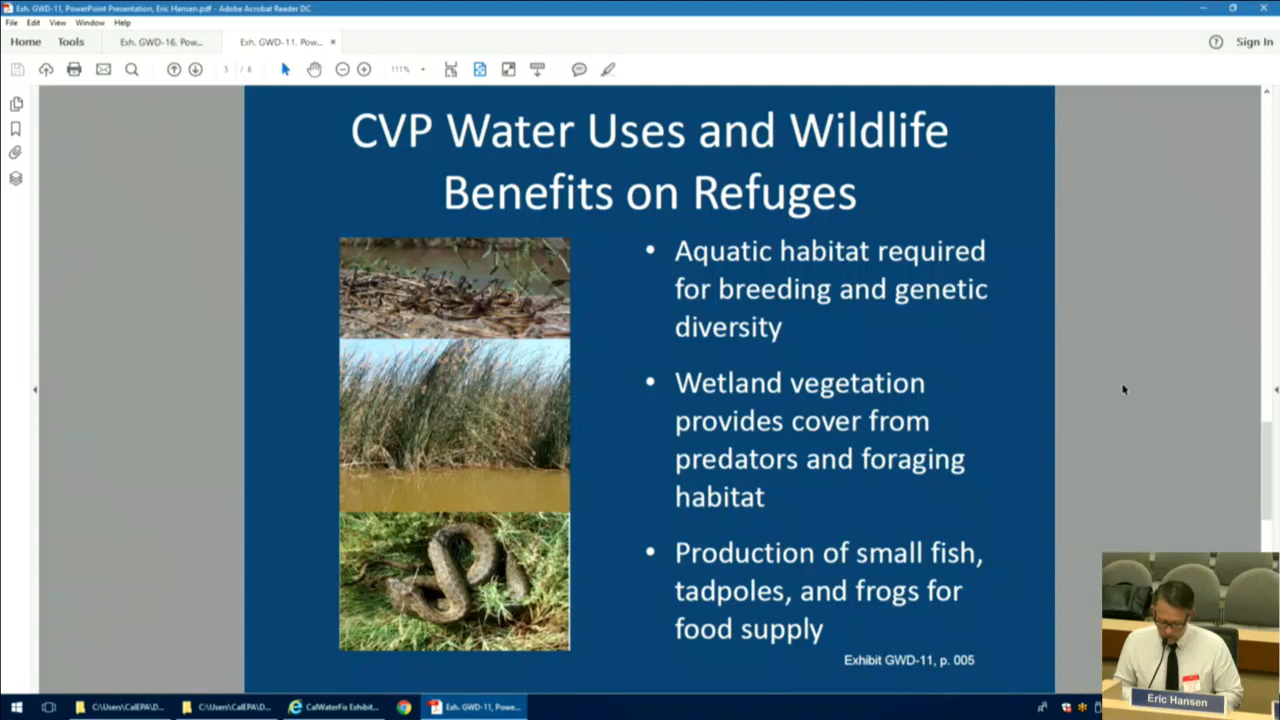 Exh. GWD-11, PowerPoint Presentation, Eric Hansen.pdf - Adobe Acrobat Reader DC
File Edit View Window Help
Home Tools Exh. GWD-16, Pow... Exh. GWD-11, Pow... ×
Sign In
5 / 6
111%
CVP Water Uses and Wildlife
Benefits on Refuges
• Aquatic habitat required
for breeding and genetic
diversity
• Wetland vegetation
provides cover from
predators and foraging
habitat
• Production of small fish,
tadpoles, and frogs for
food supply
Exhibit GWD-11, p. 005
Eric Hansen
C:\Users\CalEPA\D... C:\Users\CalEPA\D... CalWaterFix Exhibit... Exh. GWD-11, Powe...